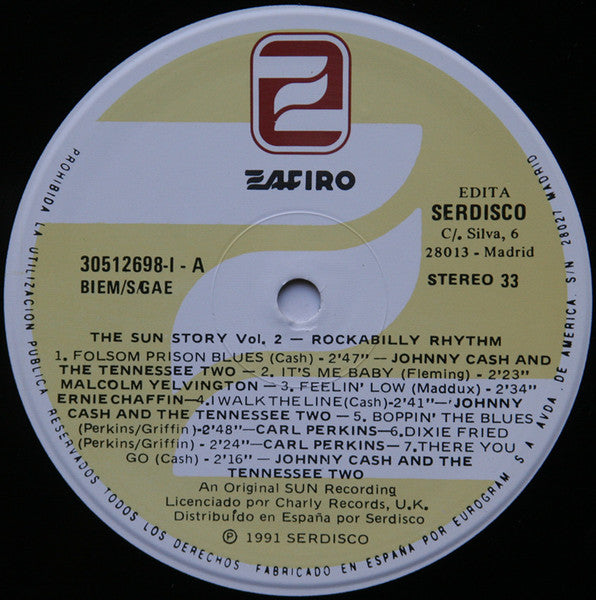 ZAFIRO
EDITA
SERDISCO
C/. Silva, 6
28013 - Madrid
STEREO 33
30512698-I - A
BIEM/S/GAE
THE SUN STORY Vol. 2 — ROCKABILLY RHYTHM
1. FOLSOM PRISON BLUES (Cash) - 2'47" — JOHNNY CASH AND
THE TENNESSEE TWO — 2. IT'S ME BABY (Fleming) - 2'23"
MALCOLM YELVINGTON — 3. FEELIN' LOW (Maddux) - 2'34"
ERNIE CHAFFIN—4. I WALK THE LINE (Cash)-2'41"—'JOHNNY
CASH AND THE TENNESSEE TWO — 5. BOPPIN' THE BLUES
(Perkins/Griffin) -2'48"—CARL PERKINS—6. DIXIE FRIED
(Perkins/Griffin) - 2'24"—CARL PERKINS—7. THERE YOU
GO (Cash) - 2'16" — JOHNNY CASH AND THE
TENNESSEE TWO
An Original SUN Recording
Licenciado por Charly Records, U.K.
Distribuído en España por Serdisco
Ⓟ 1991 SERDISCO
PROHIBIDA LA UTILIZACION PUBLICA RESERVADOS TODOS LOS DERECHOS FABRICADO EN ESPAÑA POR EUROGRAM S A AVDA. DE AMERICA. S/N 28027 MADRID